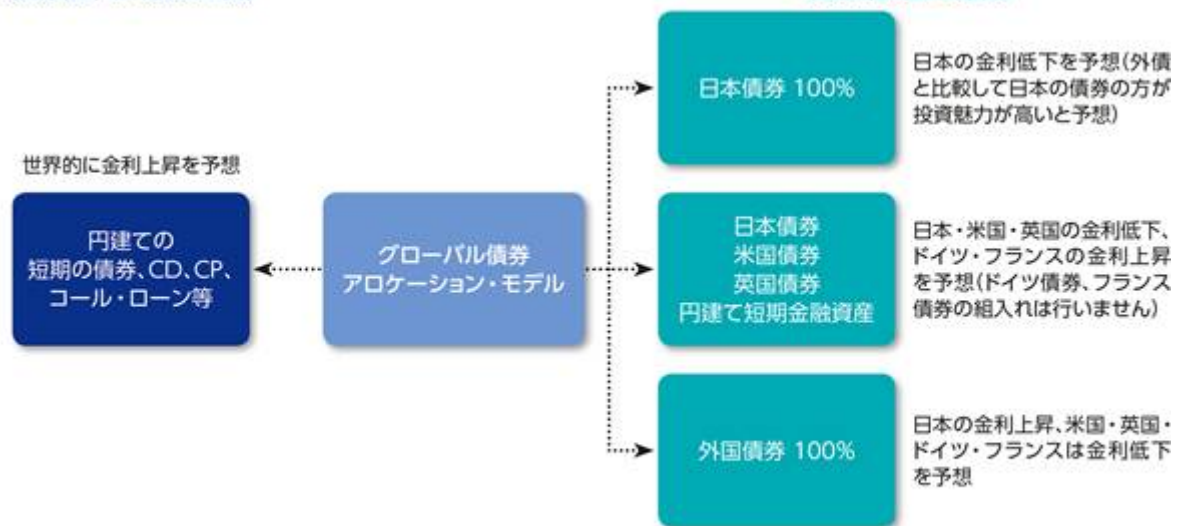 世界的に金利上昇を予想
円建ての
短期の債券、CD、CP、
コール・ローン等
グローバル債券
アロケーション・モデル
日本債券 100%
日本の金利低下を予想(外債
と比較して日本の債券の方が
投資魅力が高いと予想)
日本債券
米国債券
英国債券
円建て短期金融資産
日本・米国・英国の金利低下、
ドイツ・フランスの金利上昇
を予想(ドイツ債券、フランス
債券の組入れは行いません)
外国債券 100%
日本の金利上昇、米国・英国・
ドイツ・フランスは金利低下
を予想